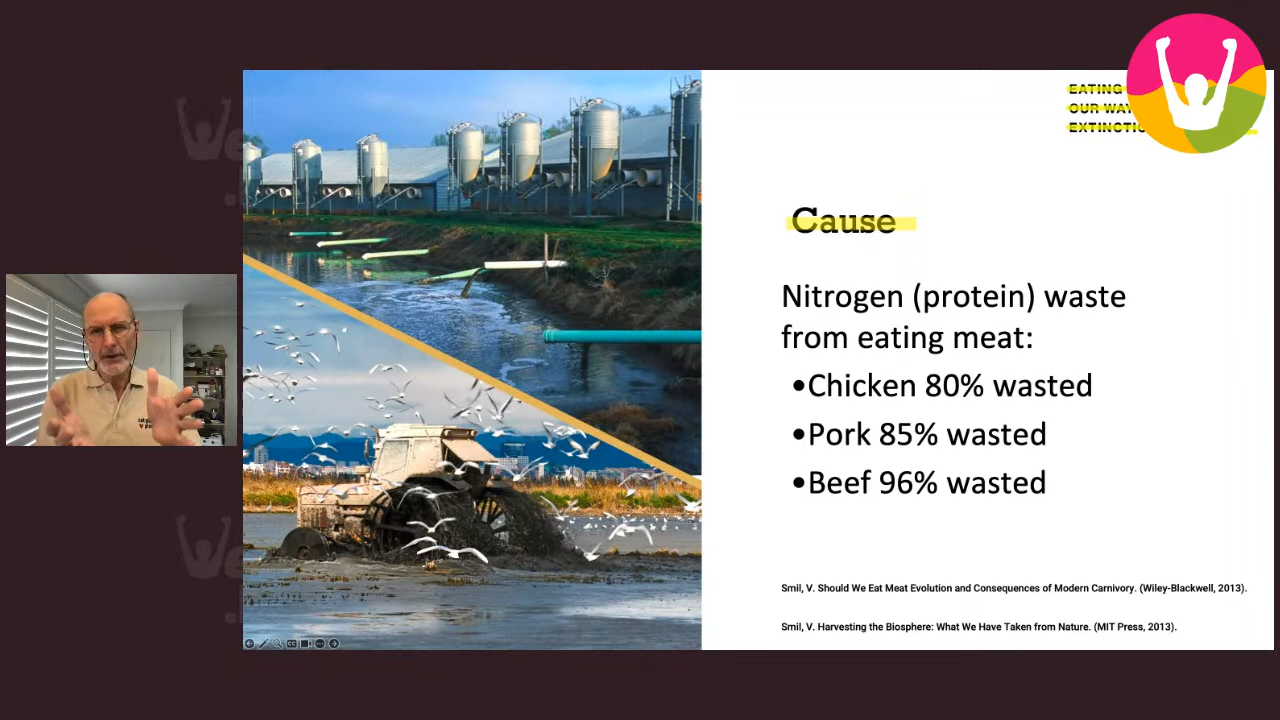 EATING
OUR WA
EXTINCTIO
Cause
Nitrogen (protein) waste
from eating meat:
•Chicken 80% wasted
•Pork 85% wasted
•Beef 96% wasted
Smil, V. Should We Eat Meat Evolution and Consequences of Modern Carnivory. (Wiley-Blackwell, 2013).
Smil, V. Harvesting the Biosphere: What We Have Taken from Nature. (MIT Press, 2013).